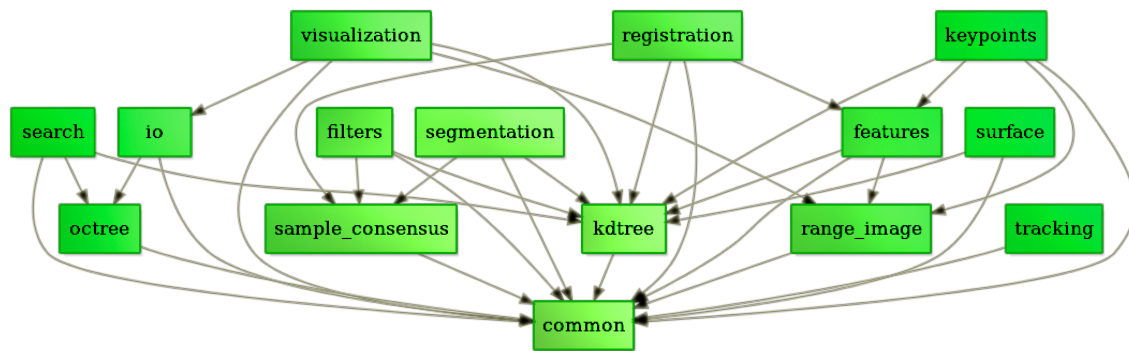 visualization
registration
keypoints
search
io
filters
segmentation
features
surface
octree
sample_consensus
kdtree
range_image
tracking
common